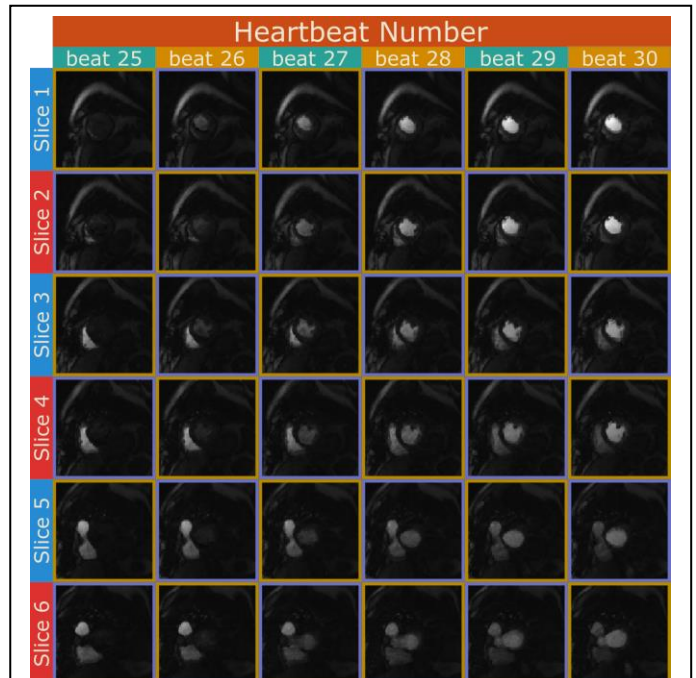 Heartbeat Number
beat 25 beat 26 beat 27 beat 28 beat 29 beat 30
Slice 1
Slice 2
Slice 3
Slice 4
Slice 5
Slice 6